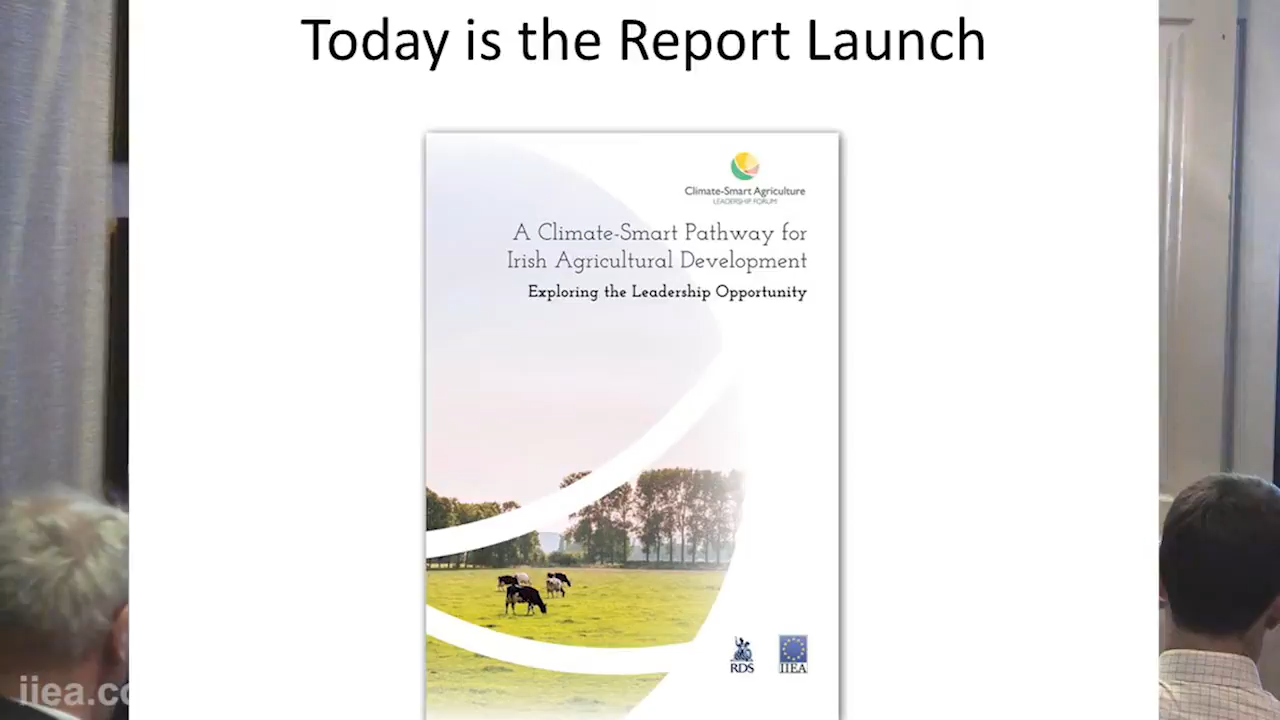 Today is the Report Launch
Climate-Smart Agriculture
LEADERSHIP FORUM
A Climate-Smart Pathway for
Irish Agricultural Development
Exploring the Leadership Opportunity
RDS
IIEA
iiea.co